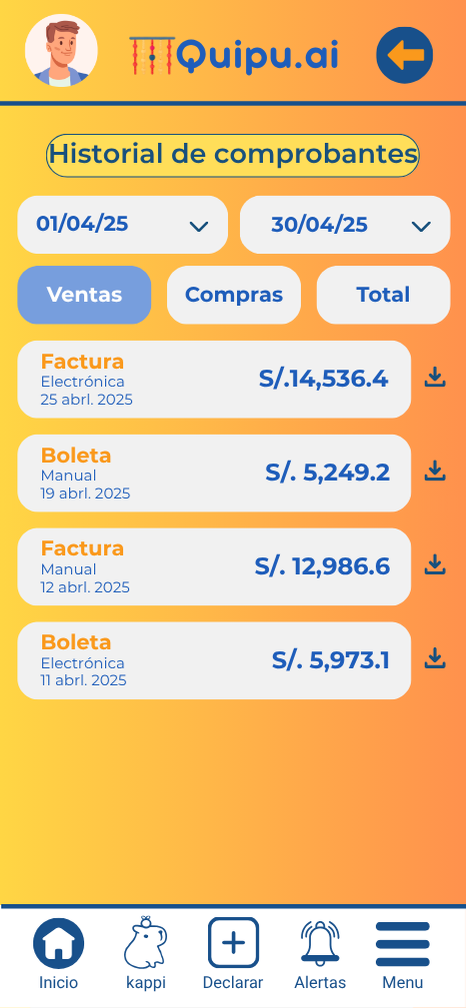 Quipu.ai
Historial de comprobantes
01/04/25
30/04/25
Ventas
Compras
Total
Factura
Electrónica
25 abrl. 2025
S/.14,536.4
Boleta
Manual
19 abrl. 2025
S/. 5,249.2
Factura
Manual
12 abrl. 2025
S/. 12,986.6
Boleta
Electrónica
11 abrl. 2025
S/. 5,973.1
Inicio
kappi
Declarar
Alertas
Menu